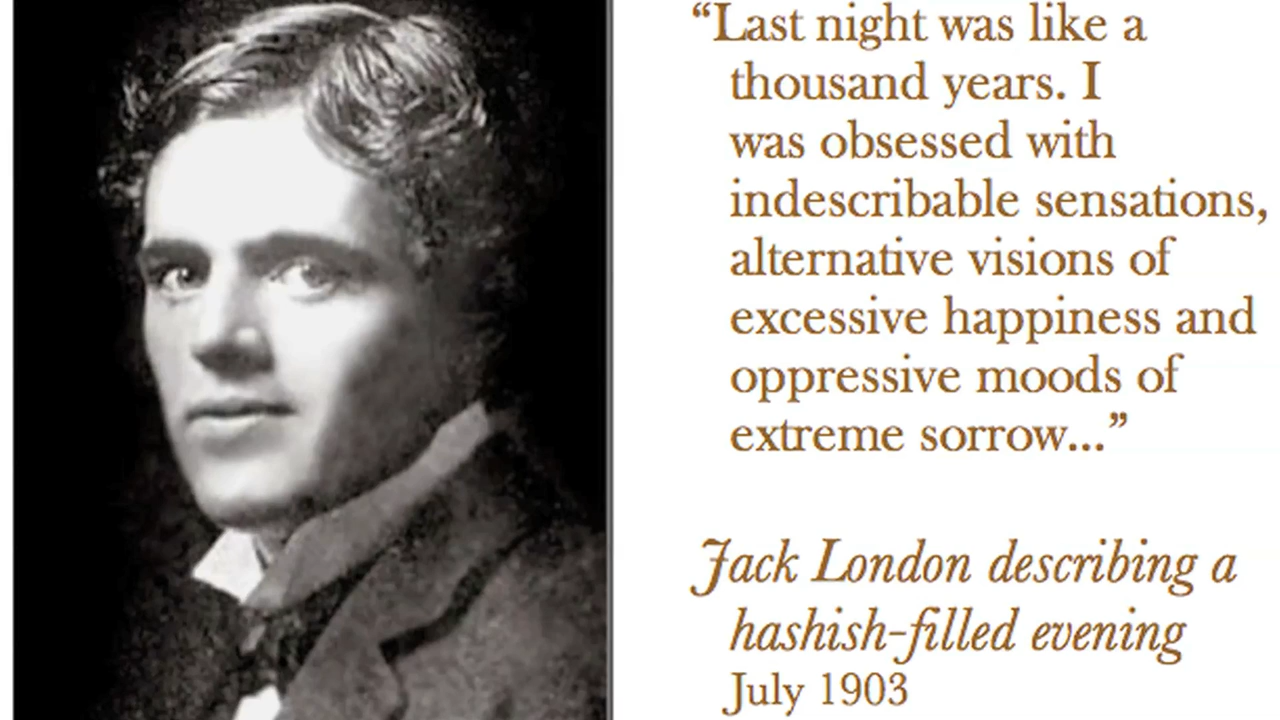 “Last night was like a
thousand years. I
was obsessed with
indescribable sensations,
alternative visions of
excessive happiness and
oppressive moods of
extreme sorrow...”
Jack London describing a
hashish-filled evening
July 1903